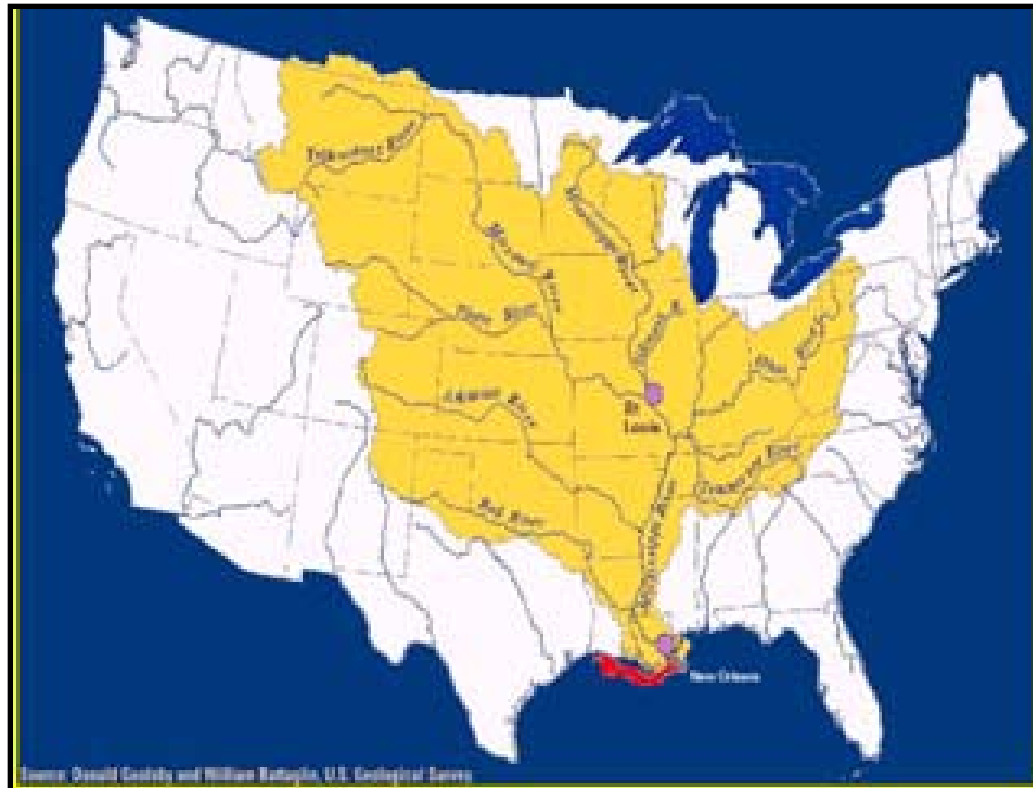 Yellowstone River
Missouri River
Mississippi River
Platte River
Illinois R.
Ohio River
Arkansas River
St.
Louis
Tennessee River
Red River
Mississippi River
New Orleans
Source: Donald Goolsby and William Battaglin, U.S. Geological Survey